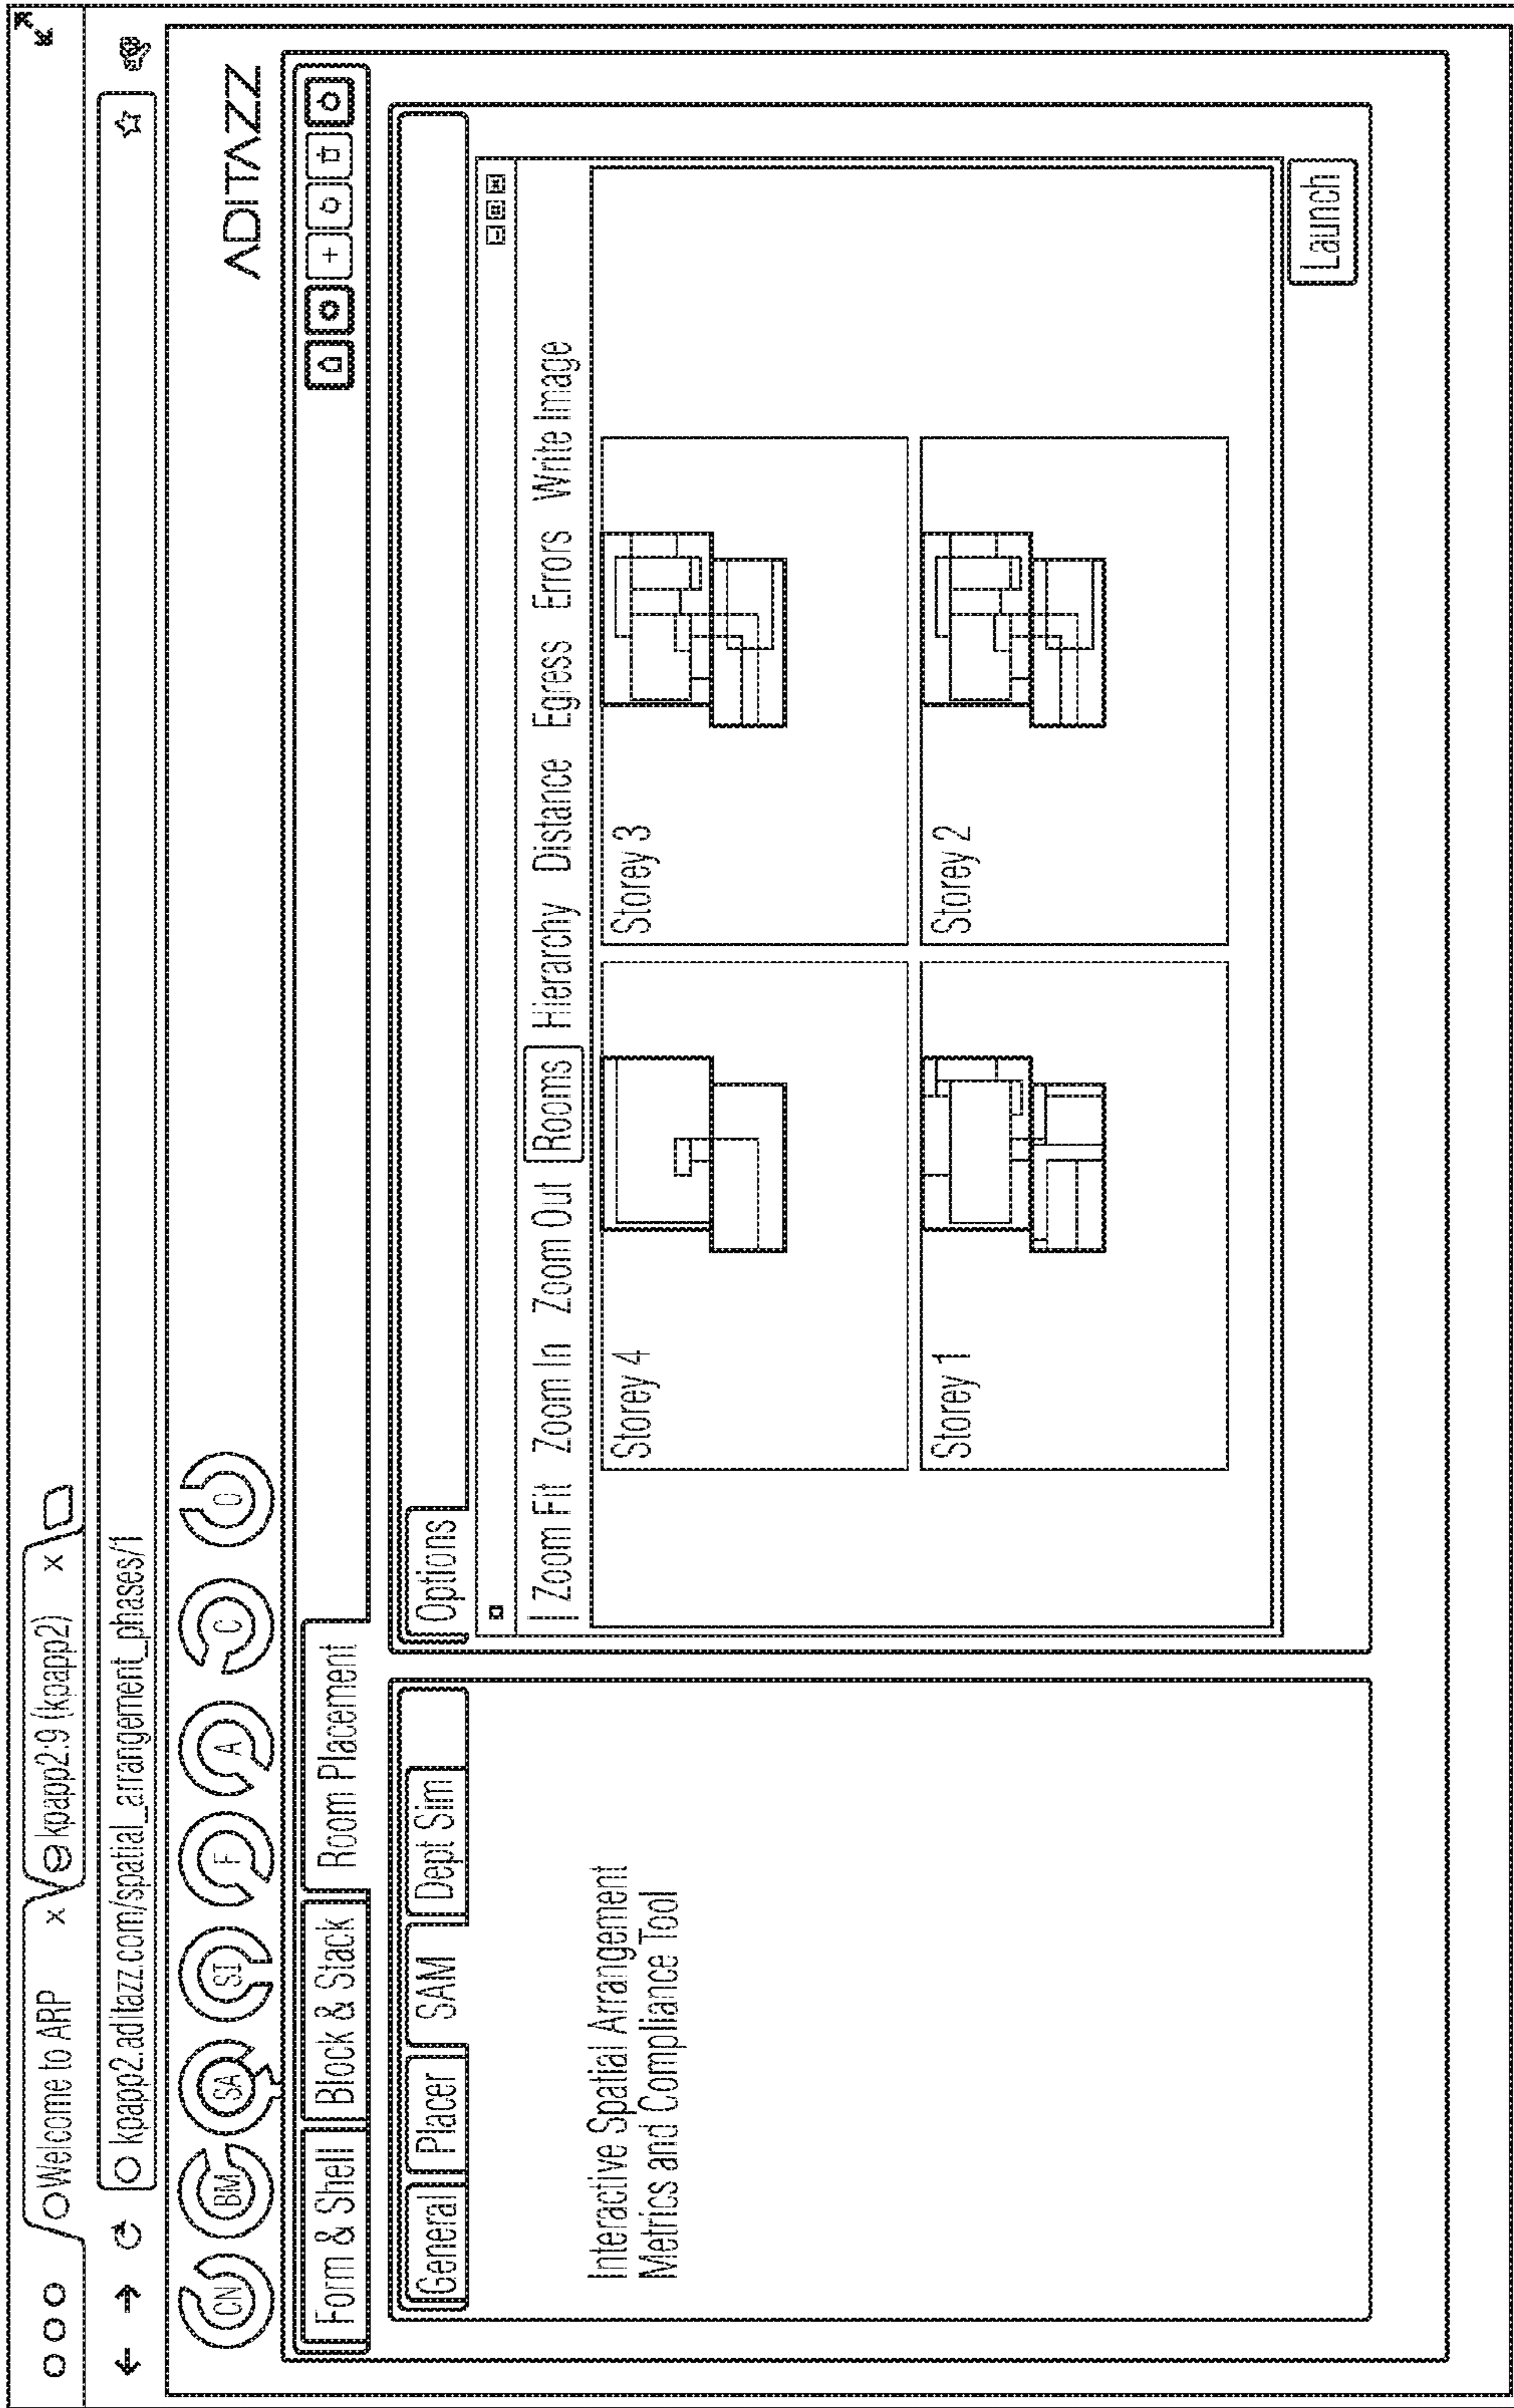 Welcome to ARP x kpapp2:9 (kpapp2) x
kpapp2.aditazz.com/spatial_arrangement_phases/1
CN BM SA ST F A C O
ADITAZZ
Form & Shell Block & Stack Room Placement
General Placer SAM Dept Sim
Interactive Spatial Arrangement
Metrics and Compliance Tool
Options
Zoom Fit Zoom In Zoom Out Rooms Hierarchy Distance Egress Errors Write Image
Storey 4 Storey 3
Storey 1 Storey 2
Launch